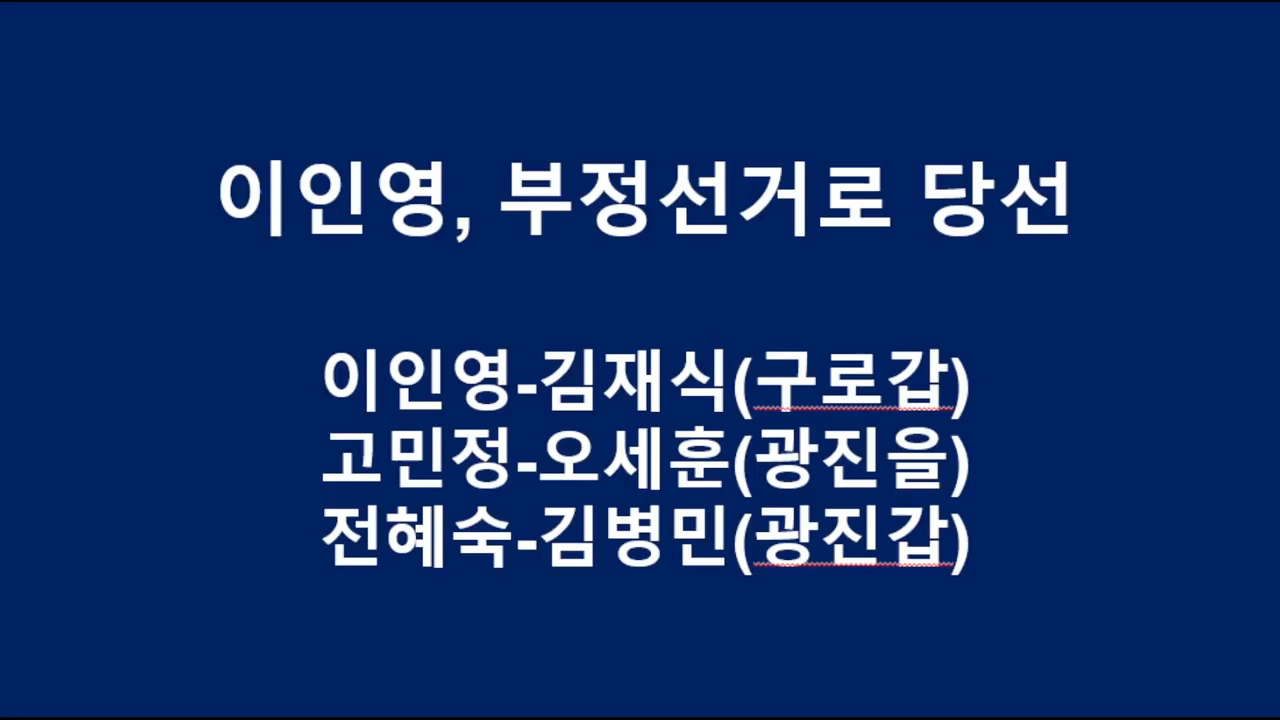 이인영, 부정선거로 당선
이인영-김재식(구로갑)
고민정-오세훈(광진을)
전혜숙-김병민(광진갑)